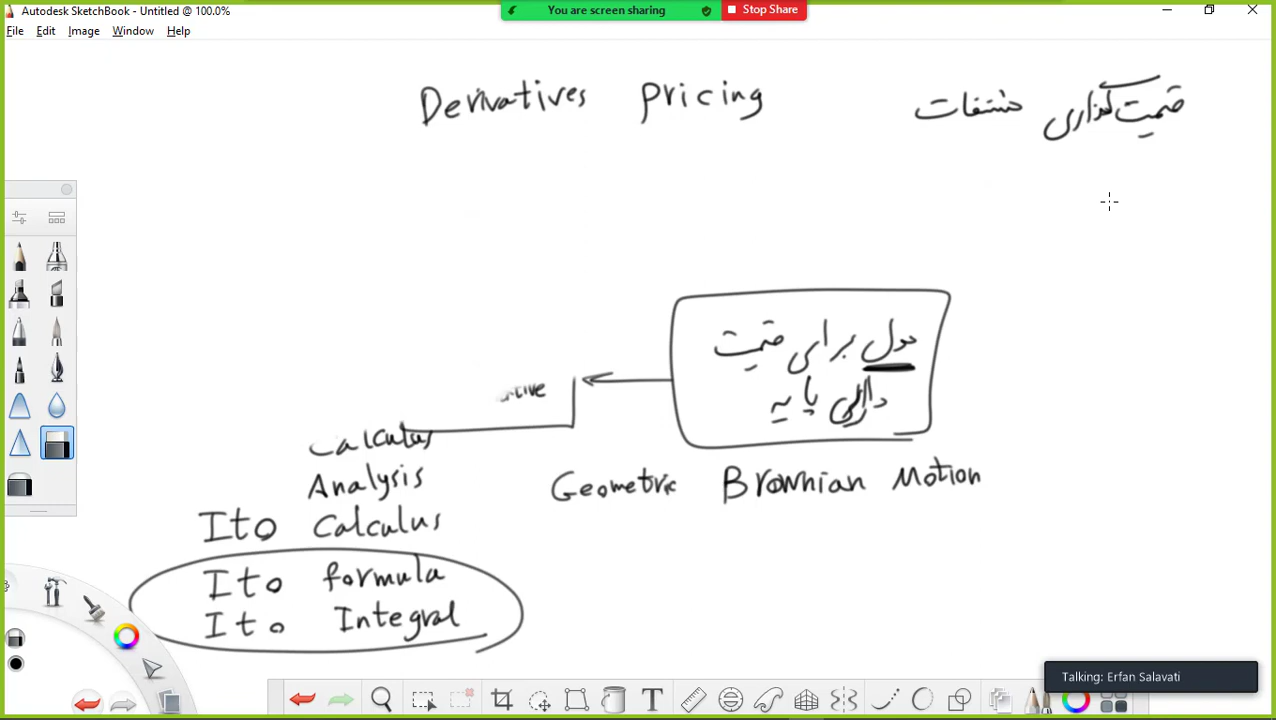 Autodesk SketchBook - Untitled @ 100.0%
You are screen sharing
Stop Share
File Edit Image Window Help
Derivatives pricing قیمت‌گذاری مشتقات
مدل برای قیمت
دارایی پایه
Calculus
Analysis
Geometric Brownian Motion
Ito Calculus
Ito formula
Ito Integral
Talking: Erfan Salavati